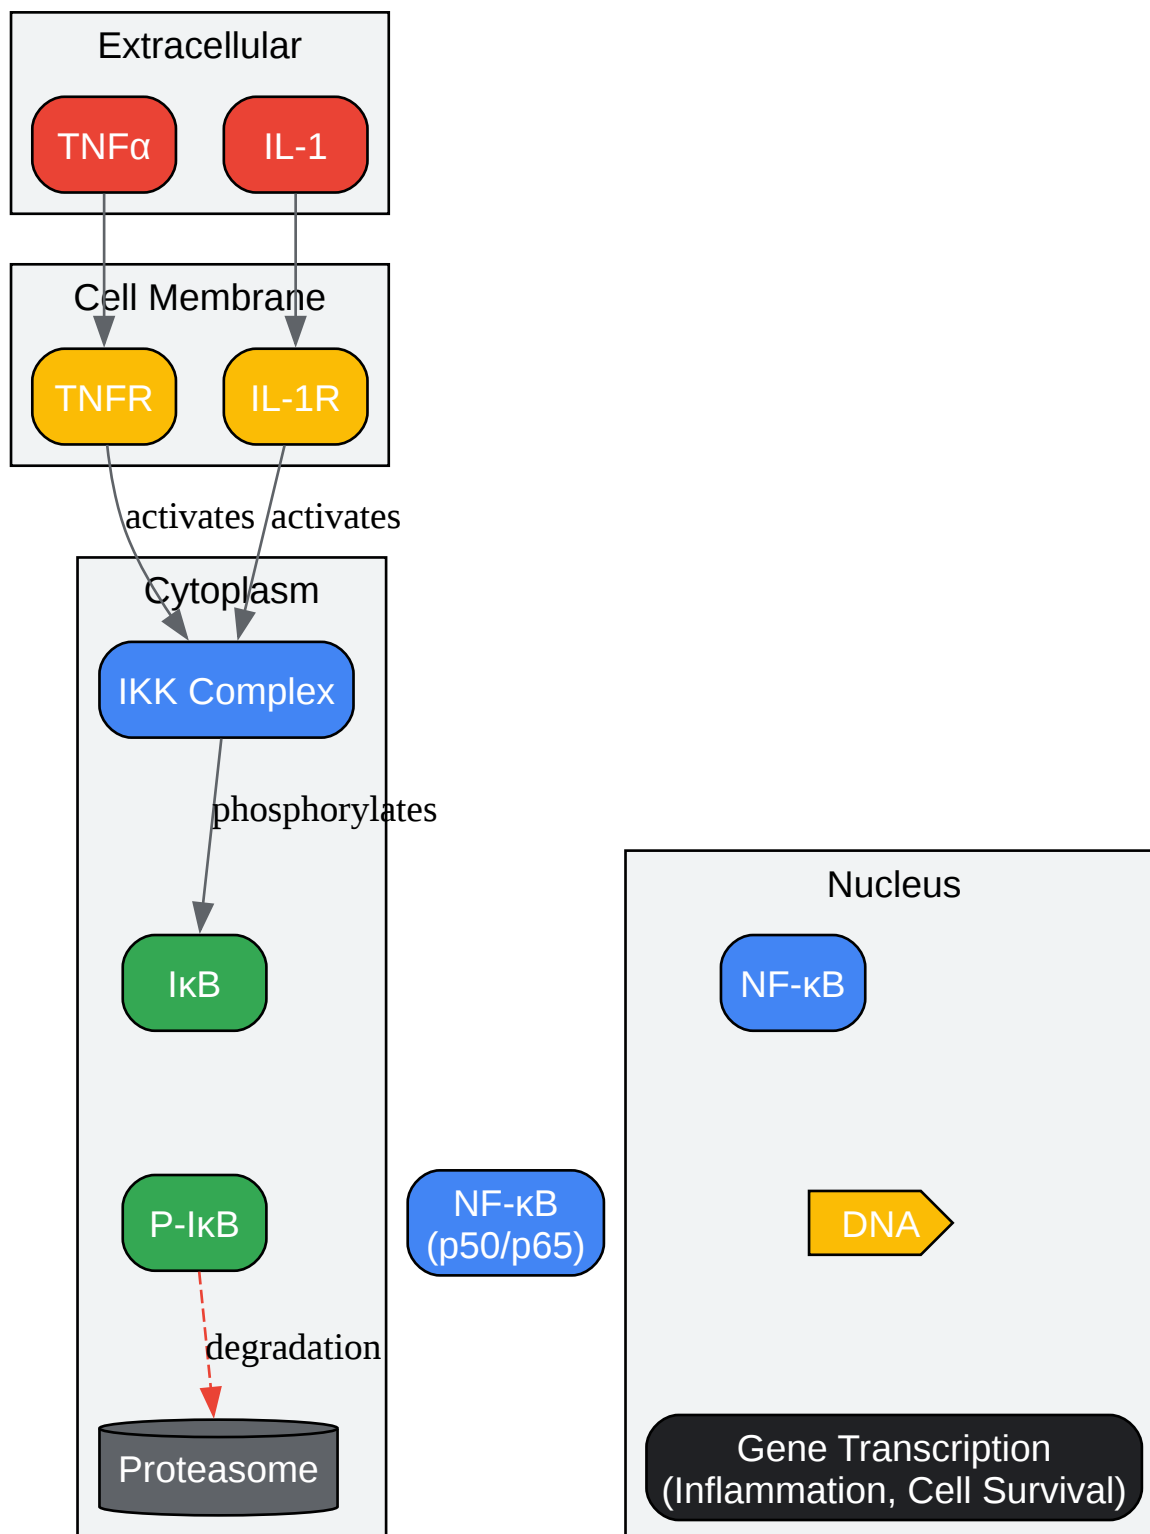 Extracellular
TNFα
IL-1
Cell Membrane
TNFR
IL-1R
activates
activates
Cytoplasm
IKK Complex
phosphorylates
Nucleus
IκB
NF-κB
P-IκB
NF-κB
(p50/p65)
DNA
degradation
Proteasome
Gene Transcription
(Inflammation, Cell Survival)